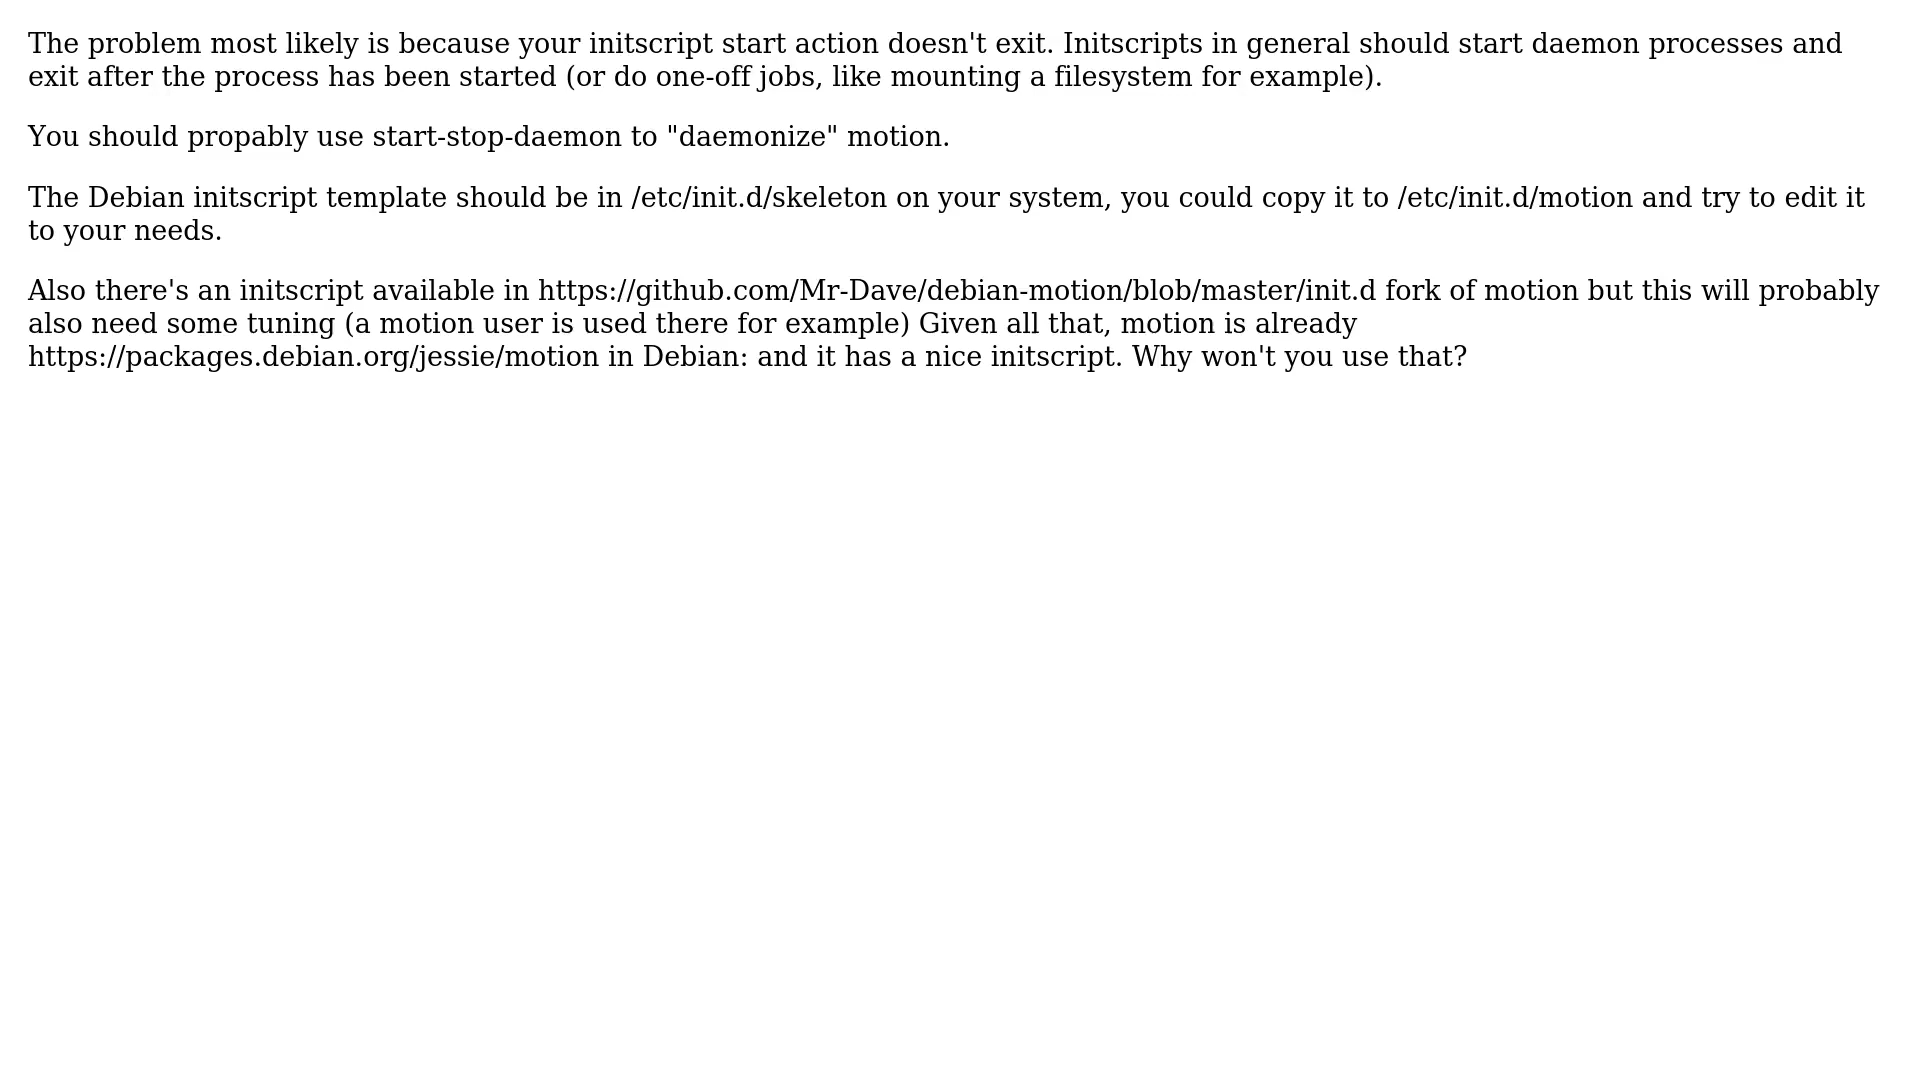 The problem most likely is because your initscript start action doesn't exit. Initscripts in general should start daemon processes and
exit after the process has been started (or do one-off jobs, like mounting a filesystem for example).
You should propably use start-stop-daemon to "daemonize" motion.
The Debian initscript template should be in /etc/init.d/skeleton on your system, you could copy it to /etc/init.d/motion and try to edit it
to your needs.
Also there's an initscript available in https://github.com/Mr-Dave/debian-motion/blob/master/init.d fork of motion but this will probably
also need some tuning (a motion user is used there for example) Given all that, motion is already
https://packages.debian.org/jessie/motion in Debian: and it has a nice initscript. Why won't you use that?